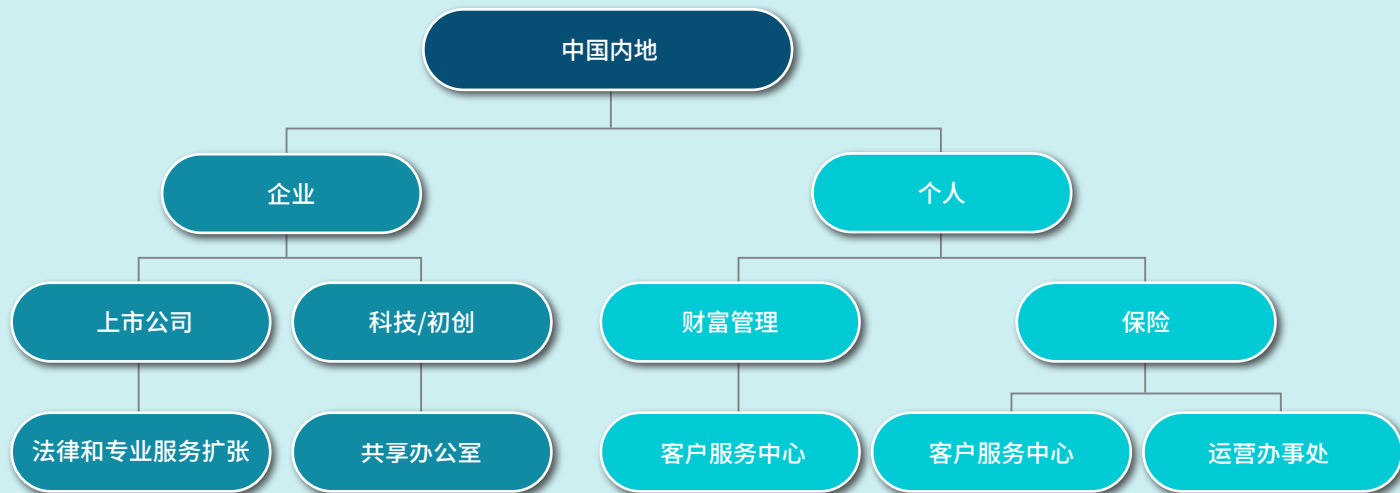 中国内地
企业
个人
上市公司
科技/初创
财富管理
保险
法律和专业服务扩张
共享办公室
客户服务中心
客户服务中心
运营办事处